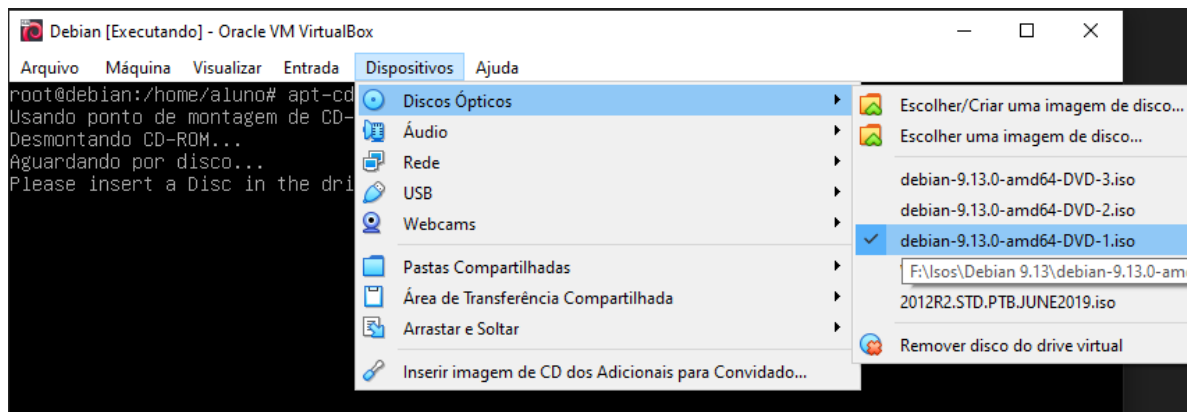 Debian [Executando] - Oracle VM VirtualBox
Arquivo Máquina Visualizar Entrada Dispositivos Ajuda
root@debian:/home/aluno# apt-cd
Usando ponto de montagem de CD-
Desmontando CD-ROM...
Aguardando por disco...
Please insert a Disc in the dri
Discos Ópticos
Áudio
Rede
USB
Webcams
Pastas Compartilhadas
Área de Transferência Compartilhada
Arrastar e Soltar
Inserir imagem de CD dos Adicionais para Convidado...
Escolher/Criar uma imagem de disco...
Escolher uma imagem de disco...
debian-9.13.0-amd64-DVD-3.iso
debian-9.13.0-amd64-DVD-2.iso
debian-9.13.0-amd64-DVD-1.iso
F:\Isos\Debian 9.13\debian-9.13.0-am
2012R2.STD.PTB.JUNE2019.iso
Remover disco do drive virtual